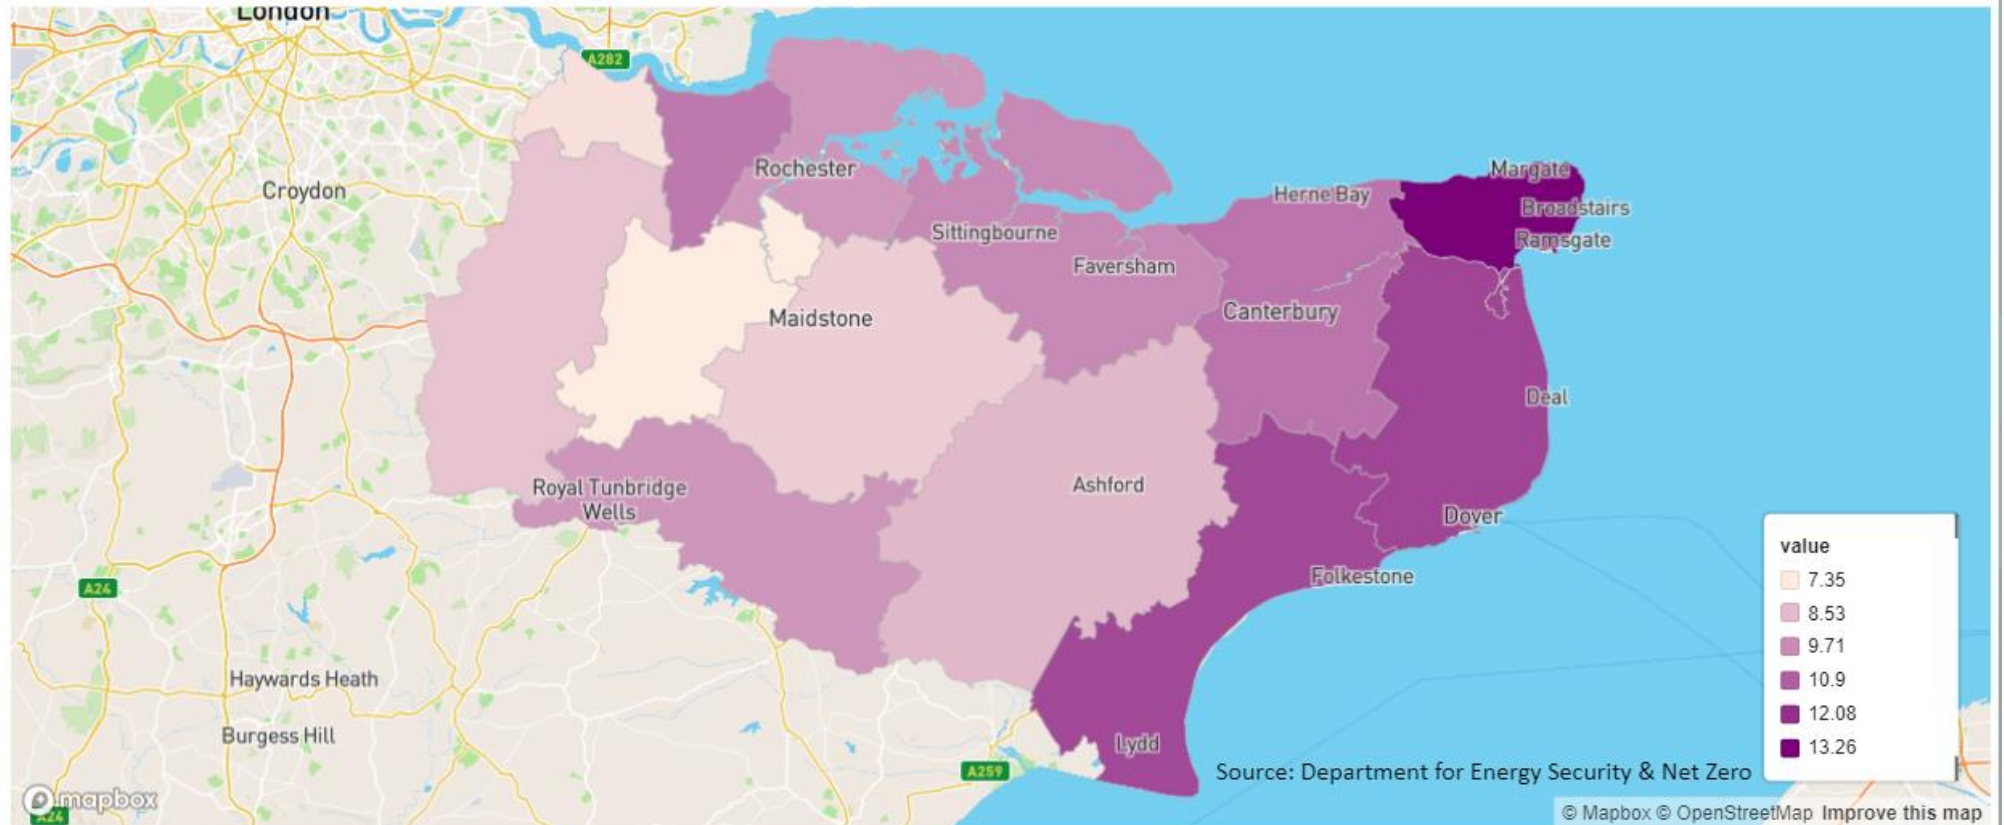 London
A282
Croydon
Rochester
Sittingbourne
Faversham
Herne Bay
Margate
Broadstairs
Ramsgate
Canterbury
Maidstone
Deal
Royal Tunbridge
Wells
Ashford
Dover
Folkestone
A24
Haywards Heath
Burgess Hill
Lydd
A259
Source: Department for Energy Security & Net Zero
value
7.35
8.53
9.71
10.9
12.08
13.26
mapbox
A24
© Mapbox © OpenStreetMap Improve this map